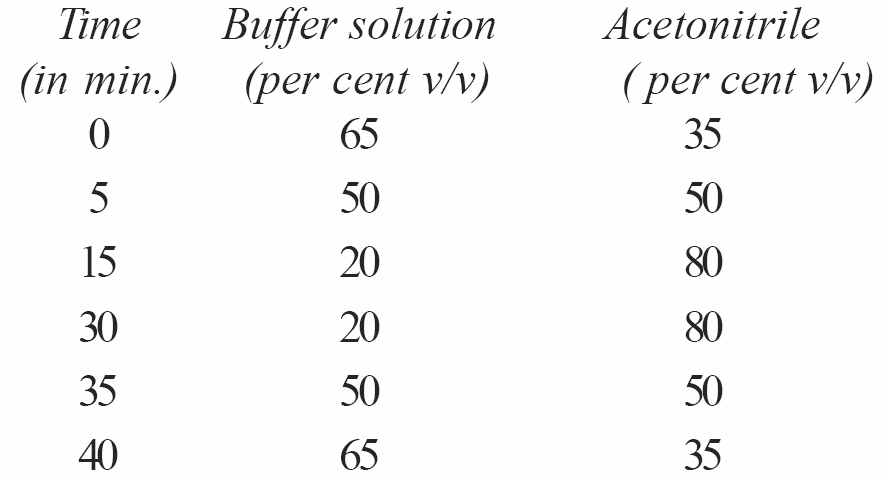 Time Buffer solution Acetonitrile
(in min.) (per cent v/v) ( per cent v/v)
0 65 35
5 50 50
15 20 80
30 20 80
35 50 50
40 65 35